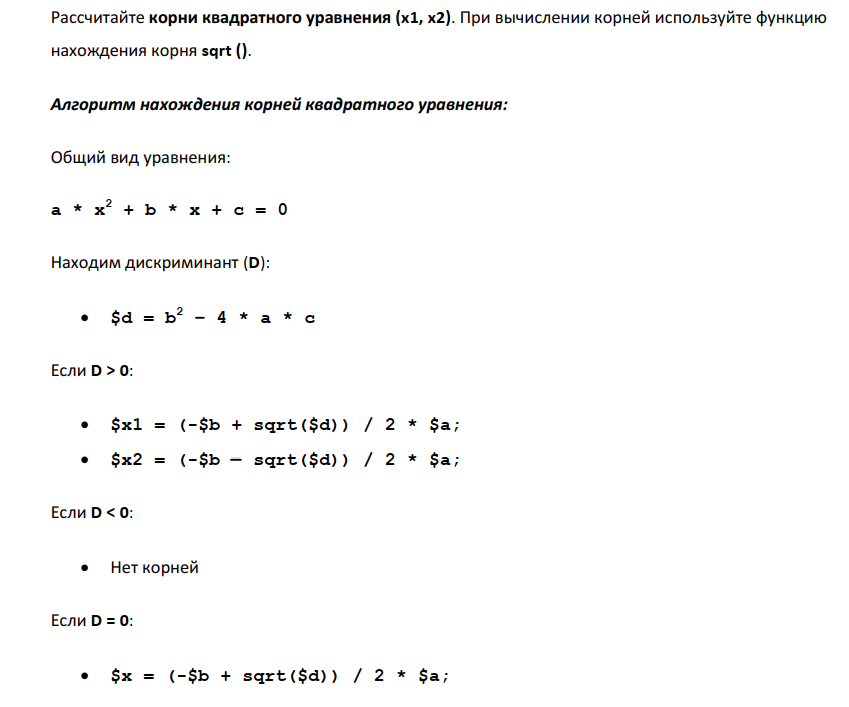 Рассчитайте корни квадратного уравнения (x1, x2). При вычислении корней используйте функцию
нахождения корня sqrt ().
Алгоритм нахождения корней квадратного уравнения:
Общий вид уравнения:
a * x² + b * x + c = 0
Находим дискриминант (D):
• $d = b² – 4 * a * c
Если D > 0:
• $x1 = (-$b + sqrt($d)) / 2 * $a;
• $x2 = (-$b — sqrt($d)) / 2 * $a;
Если D < 0:
• Нет корней
Если D = 0:
• $x = (-$b + sqrt($d)) / 2 * $a;